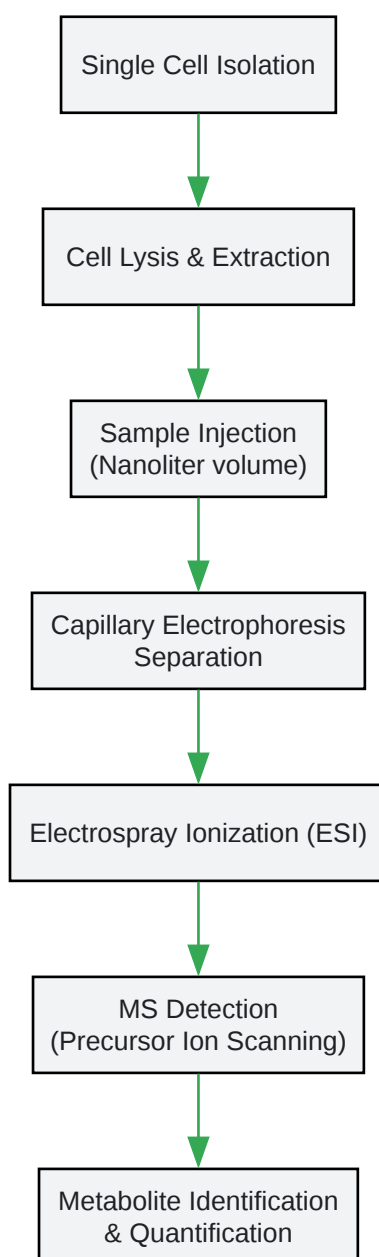 Single Cell Isolation
Cell Lysis & Extraction
Sample Injection
(Nanoliter volume)
Capillary Electrophoresis
Separation
Electrospray Ionization (ESI)
MS Detection
(Precursor Ion Scanning)
Metabolite Identification
& Quantification